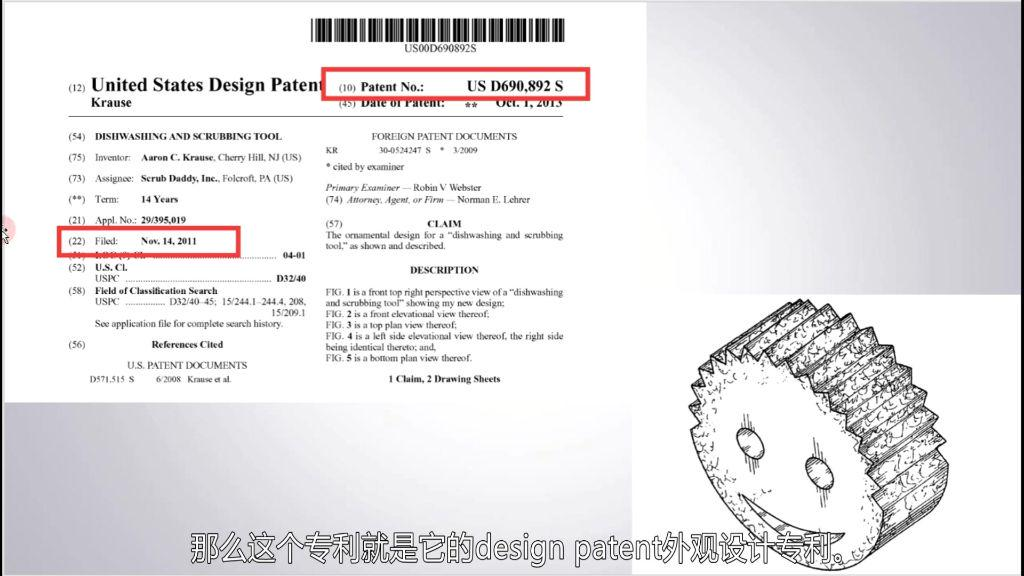 US00D690892S
(12) United States Design Paten
Krause
(10) Patent No.: US D690,892 S
(45) Date of Patent: ** Oct. 1, 2013
(54) DISHWASHING AND SCRUBBING TOOL
(75) Inventor: Aaron C. Krause, Cherry Hill, NJ (US)
(73) Assignee: Scrub Daddy, Inc., Folcroft, PA (US)
(**) Term: 14 Years
(21) Appl. No.: 29/395,019
(22) Filed: Nov. 14, 2011
(51) LOC (9) Cl. ................ 04-01
(52) U.S. Cl.
USPC ................ D32/40
(58) Field of Classification Search
USPC ............ D32/40-45; 15/244.1-244.4, 208,
15/209.1
See application file for complete search history.
(56) References Cited
U.S. PATENT DOCUMENTS
D571,515 S 6/2008 Krause et al.
FOREIGN PATENT DOCUMENTS
KR 30-0524247 S * 3/2009
* cited by examiner
Primary Examiner — Robin V Webster
(74) Attorney, Agent, or Firm — Norman E. Lehrer
(57) CLAIM
The ornamental design for a “dishwashing and scrubbing
tool,” as shown and described.
DESCRIPTION
FIG. 1 is a front top right perspective view of a “dishwashing
and scrubbing tool” showing my new design;
FIG. 2 is a front elevational view thereof;
FIG. 3 is a top plan view thereof;
FIG. 4 is a left side elevational view thereof, the right side
being identical thereto; and,
FIG. 5 is a bottom plan view thereof.
1 Claim, 2 Drawing Sheets
那么这个专利就是它的design patent外观设计专利。